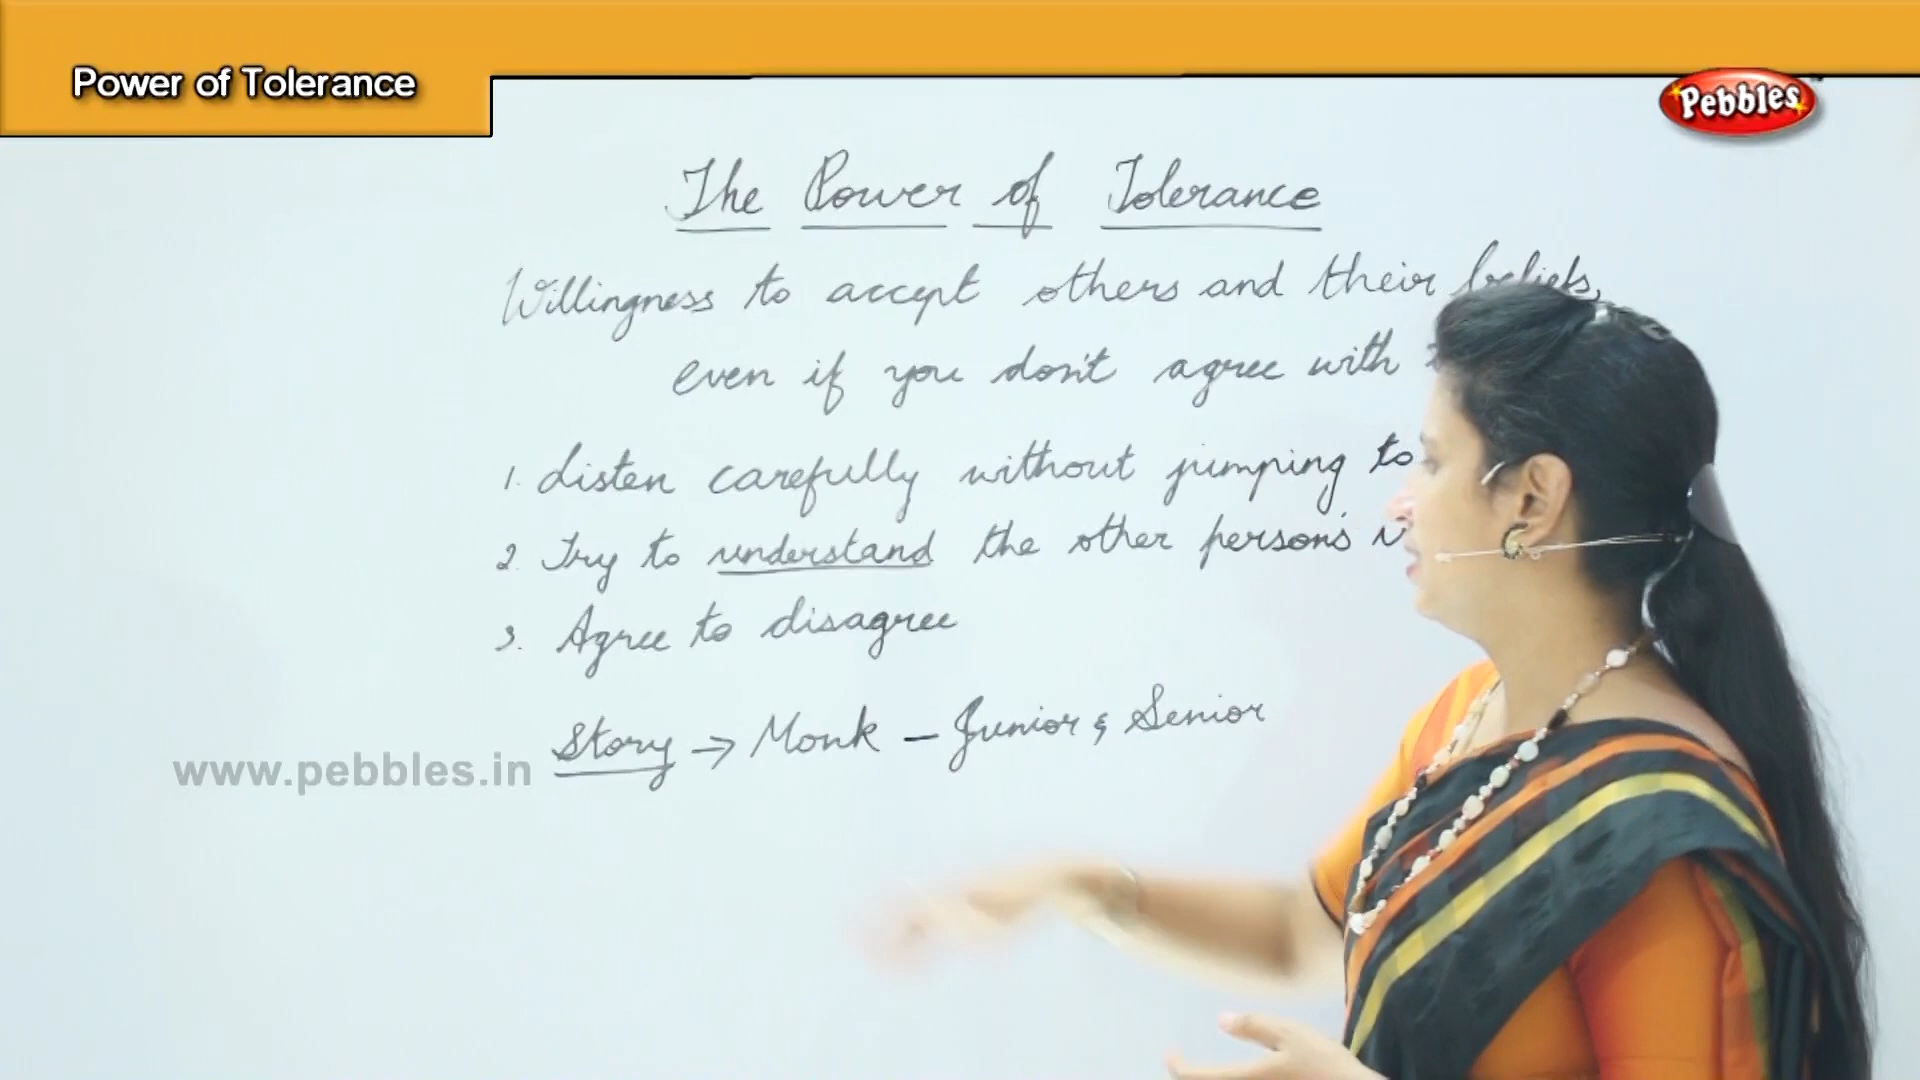 Power of Tolerance
Pebbles
The Power of Tolerance
Willingness to accept others and their beliefs,
even if you don't agree with
1. Listen carefully without jumping to
2. Try to understand the other person's
3. Agree to disagree
Story → Monk – Junior & Senior
www.pebbles.in